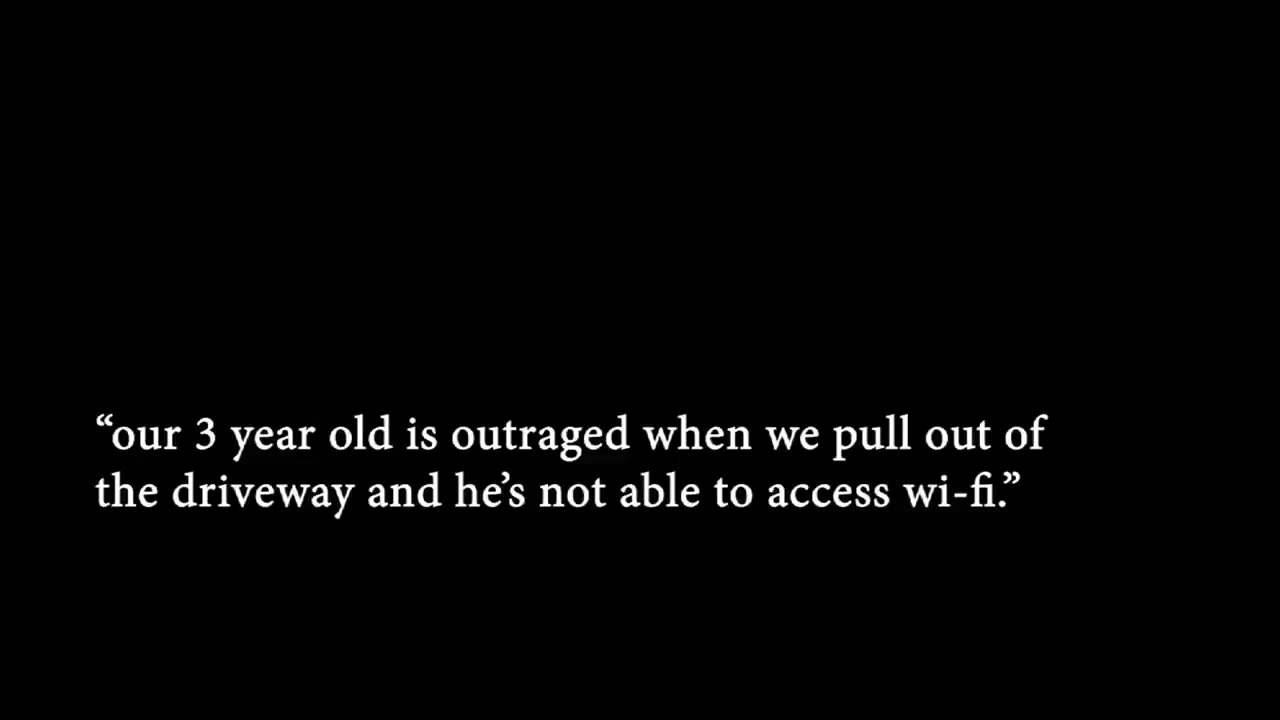 “our 3 year old is outraged when we pull out of
the driveway and he’s not able to access wi-fi.”